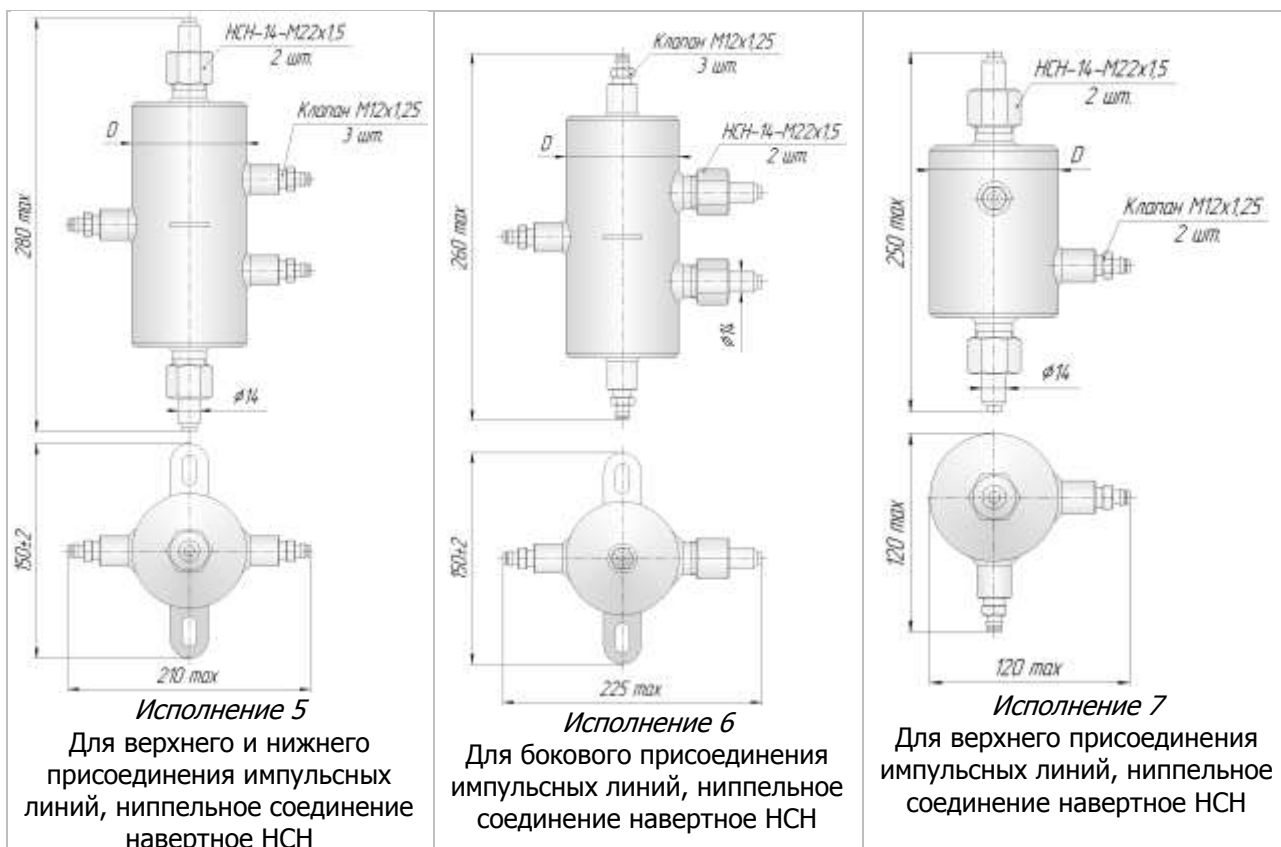 НСН-14-М22х1,5
2 шт.
Клапан М12х1,25
3 шт.
D
280 max
⌀14
150±2
210 max
Исполнение 5
Для верхнего и нижнего
присоединения импульсных
линий, ниппельное соединение
навертное НСН
Клапан М12х1,25
3 шт.
НСН-14-М22х1,5
2 шт.
D
260 max
⌀14
150±2
225 max
Исполнение 6
Для бокового присоединения
импульсных линий, ниппельное
соединение навертное НСН
НСН-14-М22х1,5
2 шт.
D
Клапан М12х1,25
2 шт.
250 max
⌀14
120 max
120 max
Исполнение 7
Для верхнего присоединения
импульсных линий, ниппельное
соединение навертное НСН